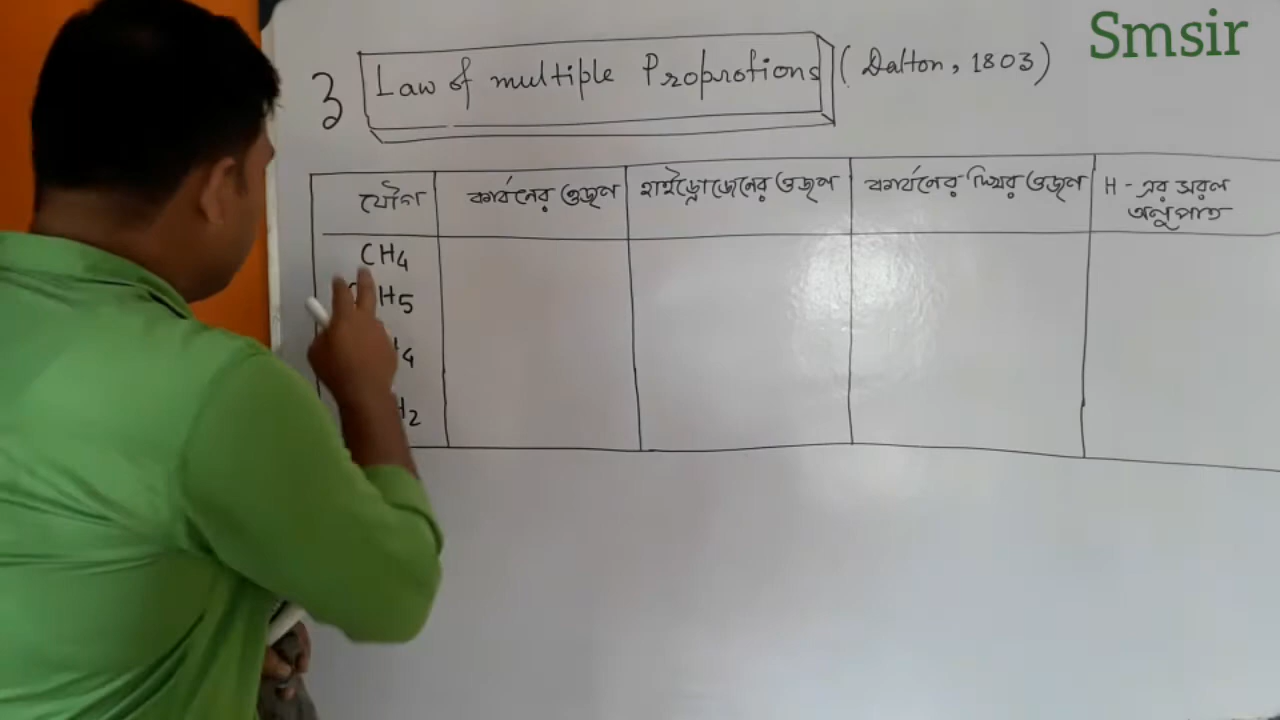 Smsir
3 Law of multiple Proprotions (Dalton, 1803)
যৌগ কার্বনের ওজন হাইড্রোজেনের ওজন কার্বনের স্থির ওজন H - এর সরল
অনুপাত
CH4
H5
4
H2